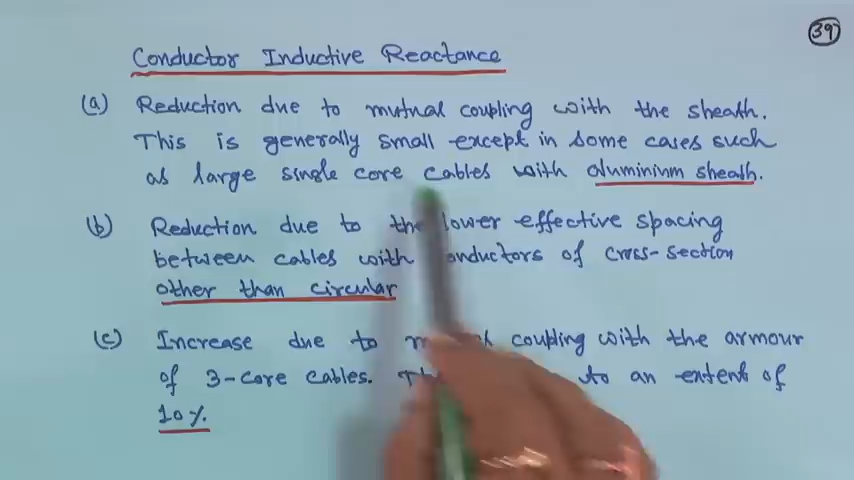 39
Conductor Inductive Reactance
(a) Reduction due to mutual coupling with the sheath.
This is generally small except in some cases such
as large single core cables with aluminium sheath.
(b) Reduction due to the lower effective spacing
between cables with conductors of cross-section
other than circular
(c) Increase due to coupling with the armour
of 3-core cables. to an extent of
10%.